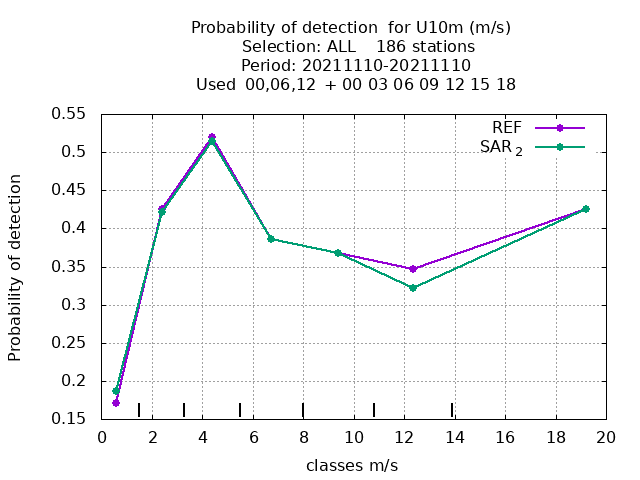 Probability of detection for U10m (m/s)
Selection: ALL 186 stations
Period: 20211110-20211110
Used 00,06,12 + 00 03 06 09 12 15 18
REF
SAR 2
Probability of detection
0.55
0.5
0.45
0.4
0.35
0.3
0.25
0.2
0.15
0 2 4 6 8 10 12 14 16 18 20
classes m/s